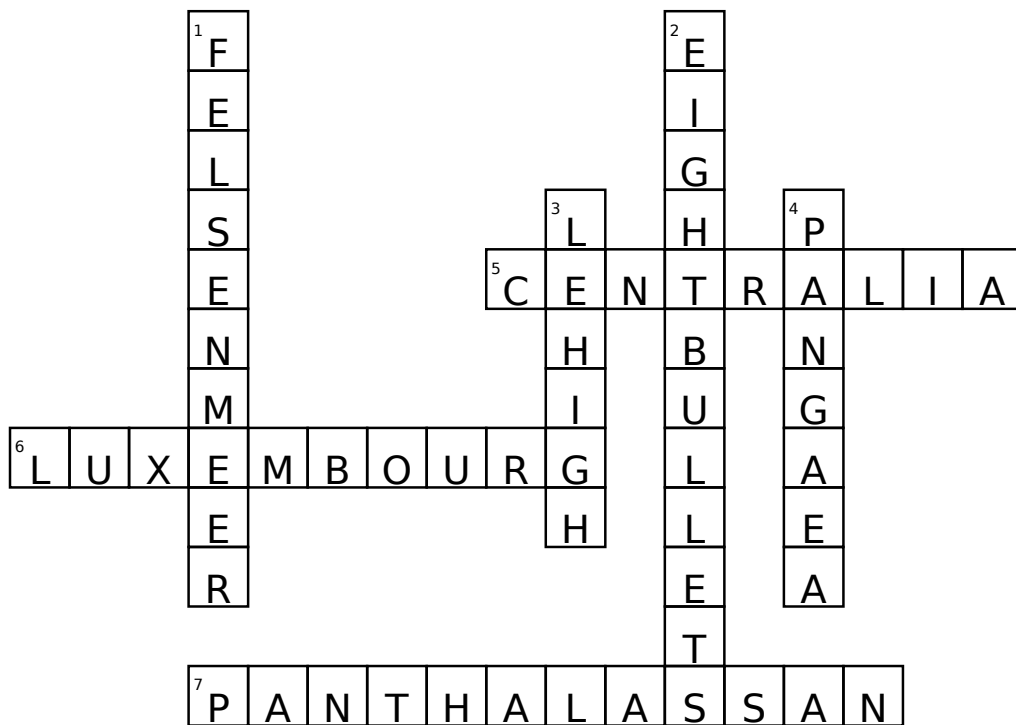 1 FELSENMEER
2 EIGHTBULLETS
3 LEHIGH
4 PANGAEA
5 CENTRALIA
6 LUXEMBOURG
7 PANTHALASSAN